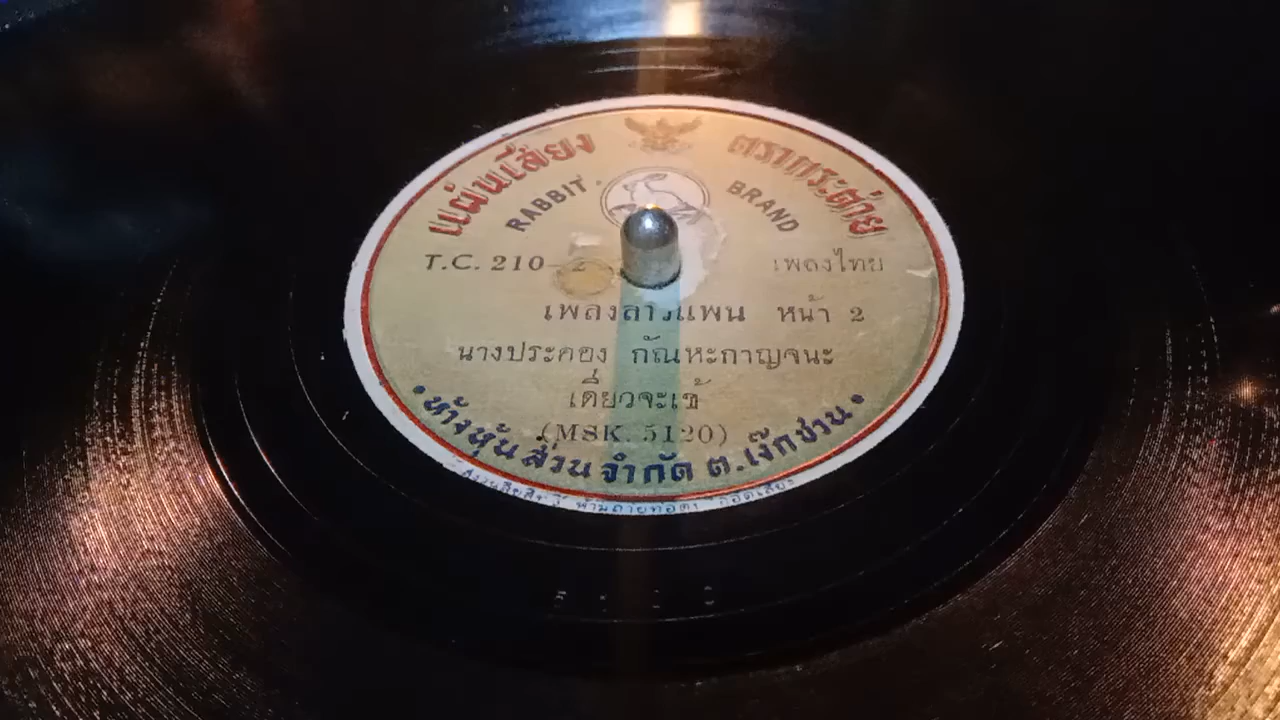 แผ่นเสียง ตรากระต่าย
RABBIT BRAND
T.C. 210-2 เพลงไทย
เพลงลาวแพน หน้า 2
นางประคอง กัณหะกาญจนะ
เดี่ยวจะเข้
(MSK. 5120)
ห้างหุ้นส่วนจำกัด ต.เง๊กชวน